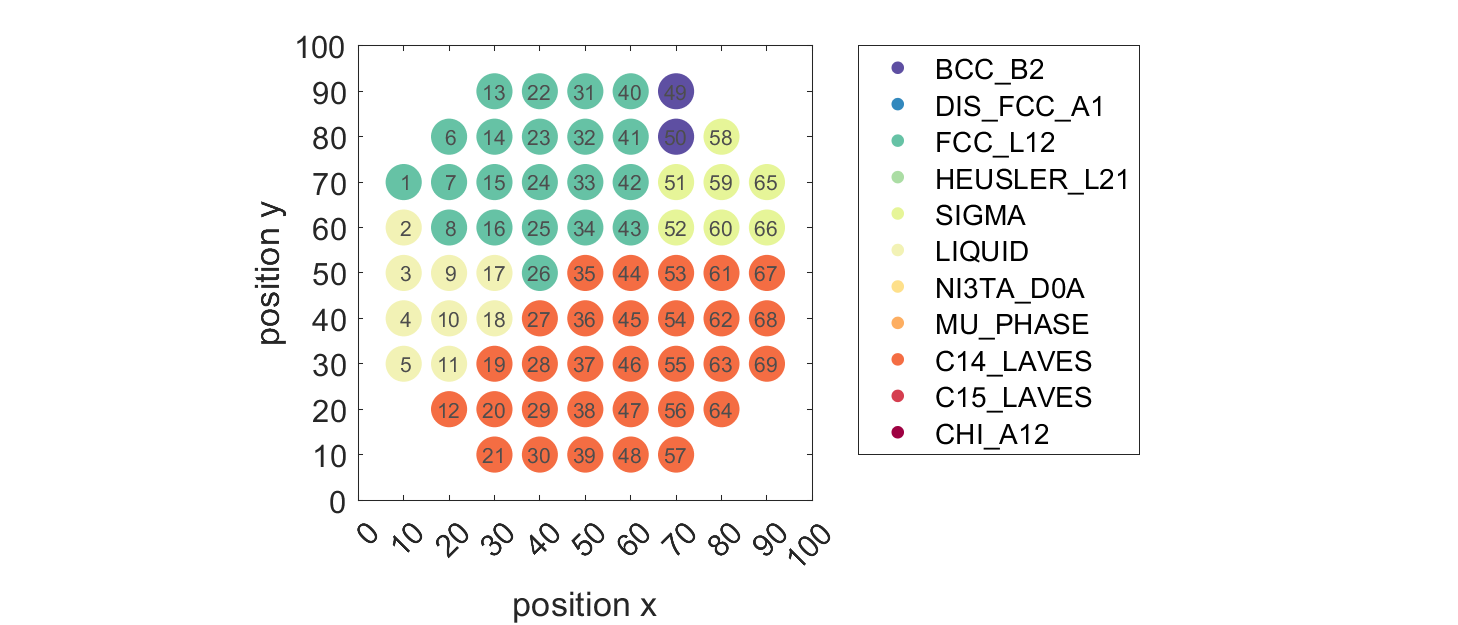 100
90 13 22 31 40 49
80 6 14 23 32 41 50 58
70 1 7 15 24 33 42 51 59 65
60 2 8 16 25 34 43 52 60 66
50 3 9 17 26 35 44 53 61 67
40 4 10 18 27 36 45 54 62 68
30 5 11 19 28 37 46 55 63 69
20 12 20 29 38 47 56 64
10 21 30 39 48 57
0
position y
0 10 20 30 40 50 60 70 80 90 100
position x
BCC_B2
DIS_FCC_A1
FCC_L12
HEUSLER_L21
SIGMA
LIQUID
NI3TA_D0A
MU_PHASE
C14_LAVES
C15_LAVES
CHI_A12